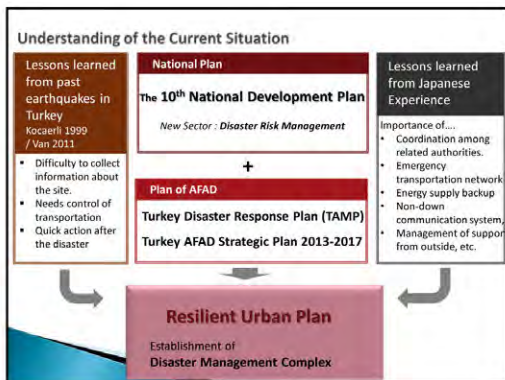 Understanding of the Current Situation
Lessons learned
from past
earthquakes in
Turkey
Kocaerli 1999
/ Van 2011
▪ Difficulty to collect
information about
the site.
▪ Needs control of
transportation
▪ Quick action after
the disaster
National Plan
The 10th National Development Plan
New Sector : Disaster Risk Management
+
Plan of AFAD
Turkey Disaster Response Plan (TAMP)
Turkey AFAD Strategic Plan 2013-2017
Lessons learned
from Japanese
Experience
Importance of....
• Coordination among
related authorities.
• Emergency
transportation network
• Energy supply backup
• Non-down
communication system,
• Management of support
from outside, etc.
Resilient Urban Plan
Establishment of
Disaster Management Complex